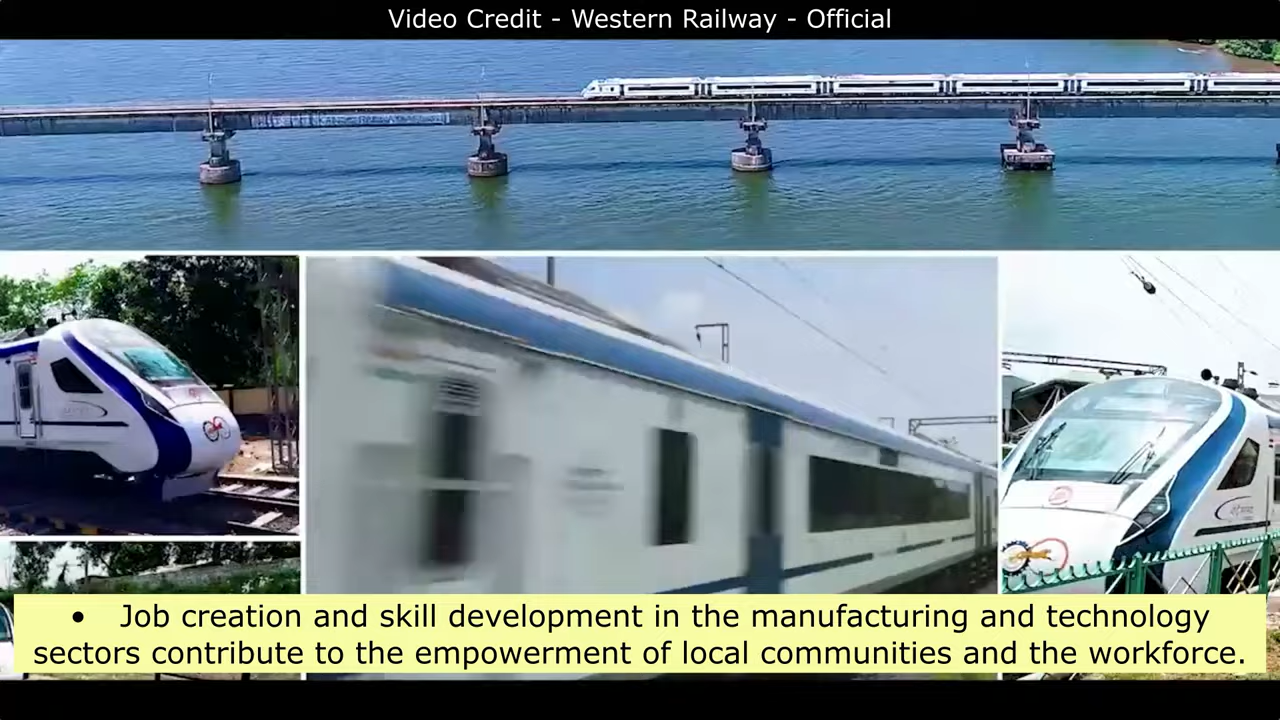 Video Credit - Western Railway - Official
• Job creation and skill development in the manufacturing and technology
sectors contribute to the empowerment of local communities and the workforce.